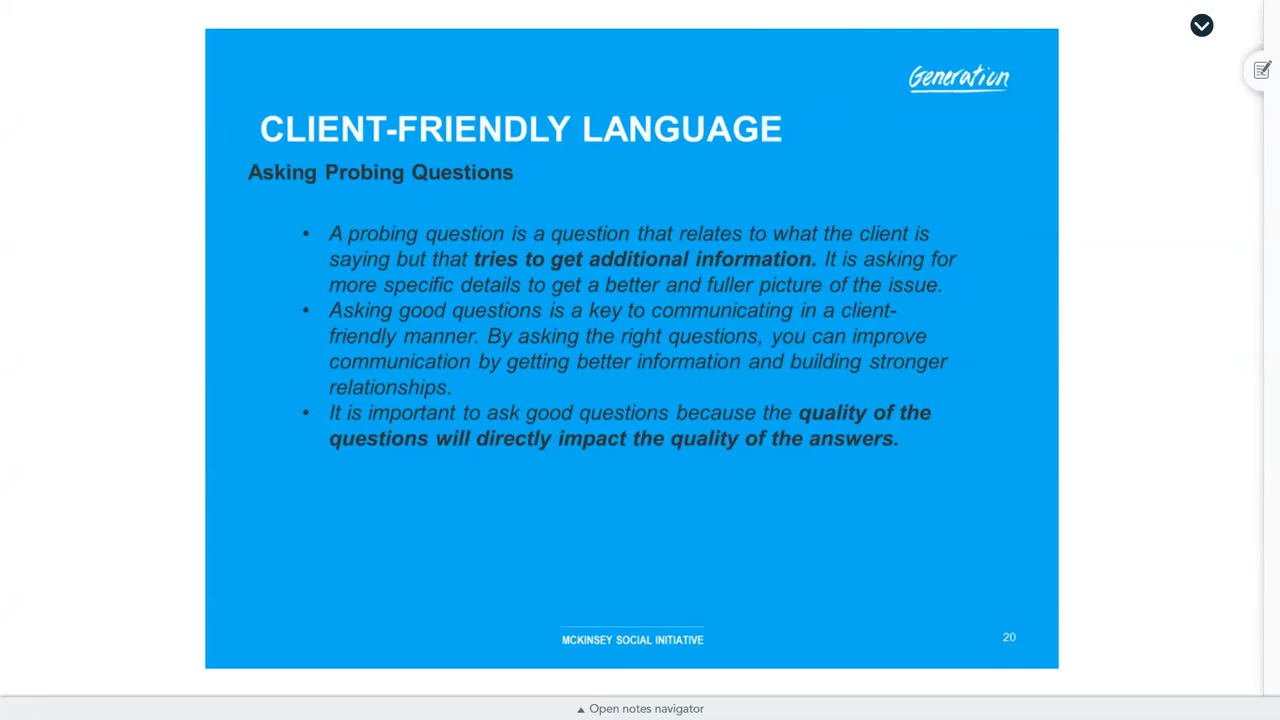 Generation
CLIENT-FRIENDLY LANGUAGE
Asking Probing Questions
• A probing question is a question that relates to what the client is
saying but that tries to get additional information. It is asking for
more specific details to get a better and fuller picture of the issue.
• Asking good questions is a key to communicating in a client-
friendly manner. By asking the right questions, you can improve
communication by getting better information and building stronger
relationships.
• It is important to ask good questions because the quality of the
questions will directly impact the quality of the answers.
MCKINSEY SOCIAL INITIATIVE
20
▲ Open notes navigator